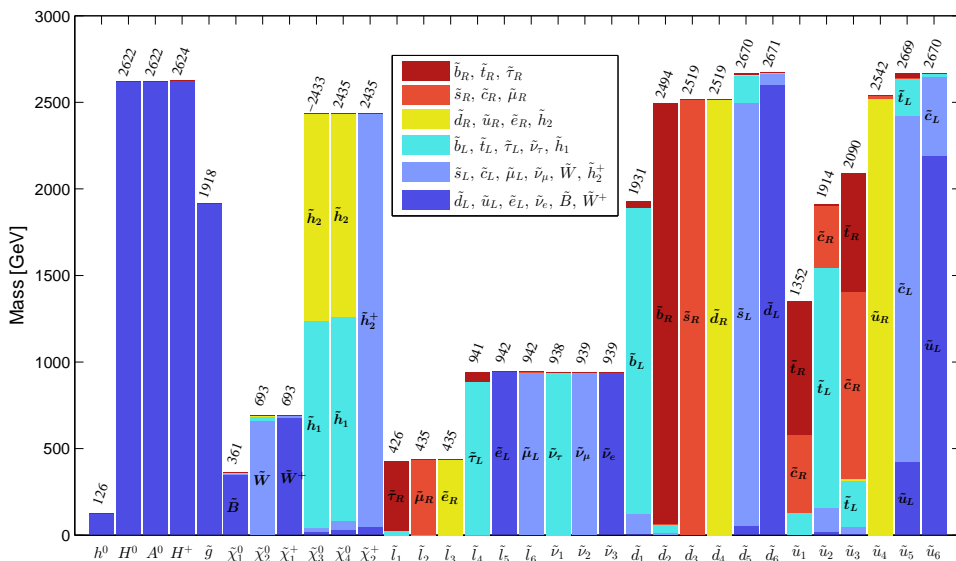 3000
2500
2000
1500
1000
500
0
Mass [GeV]
b̃_R, t̃_R, τ̃_R
s̃_R, c̃_R, μ̃_R
d̃_R, ũ_R, ẽ_R, h̃_2
b̃_L, t̃_L, τ̃_L, ν̃_τ, h̃_1
s̃_L, c̃_L, μ̃_L, ν̃_μ, W̃, h̃_2^+
d̃_L, ũ_L, ẽ_L, ν̃_e, B̃, W̃^+
126 2622 2622 2624 1918 361 693 693 −2433 2435 2435 426 435 435 941 942 942 938 939 939 1931 2494 2519 2519 2670 2671 1352 1914 2090 2542 2669 2670
B̃
W̃
W̃^+
h̃_2
h̃_1
h̃_2
h̃_1
h̃_2^+
τ̃_R
μ̃_R
ẽ_R
τ̃_L
ẽ_L
μ̃_L
ν̃_τ
ν̃_μ
ν̃_e
b̃_L
b̃_R
s̃_R
d̃_R
s̃_L
d̃_L
t̃_R
c̃_R
c̃_R
t̃_L
t̃_R
c̃_R
t̃_L
ũ_R
t̃_L
c̃_L
ũ_L
c̃_L
ũ_L
h^0 H^0 A^0 H^+ g̃ χ̃_1^0 χ̃_2^0 χ̃_1^+ χ̃_3^0 χ̃_4^0 χ̃_2^+ l̃_1 l̃_2 l̃_3 l̃_4 l̃_5 l̃_6 ν̃_1 ν̃_2 ν̃_3 d̃_1 d̃_2 d̃_3 d̃_4 d̃_5 d̃_6 ũ_1 ũ_2 ũ_3 ũ_4 ũ_5 ũ_6